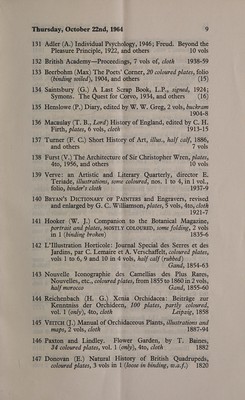 Thursday, October 22nd, 1964 9
131 Adler (A.) Individual Psychology, 1946; Freud. Beyond the
Pleasure Principle, 1922, and others 10 vols
132 British Academy—Proceedings, 7 vols of, cloth 1938-59
133 Beerbohm (Max) The Poets' Corner, 20 coloured plates, folio
(binding soiled), 1904, and others (15)
134 Saintsbury (G.) A Last Scrap Book, L.P., signed, 1924;
Symons. The Quest for Corvo, 1934, and others (16)
135 Henslowe (P.) Diary, edited by W. W. Greg, 2 vols, buckram
1904-8
136 Macaulay (T. B., Lord) History of England, edited by C. H.
Firth, plates, 6 vols, cloth 1913-15
137 Turner (F. C.) Short History of Art, illus., half calf, 1886,
and others 7 vols
138 Furst (V.) The Architecture of Sir Christopher Wren, plates,
4to, 1956, and others 10 vols
139 Verve: an Artistic and Literary Quarterly, director E.
Teriade, illustrations, some coloured, nos. 1 to 4, in 1 vol.,
folio, binder's cloth 1937-9
140 BRYAN'S DICTIONARY OF PAINTERS and Engravers, revised
and enlarged by G. C. Williamson, plates, 5 vols, 4to, cloth
1921-7
141 Hooker (W. J.) Companion to the Botanical Magazine,
portrait and plates, MOSTLY COLOURED, some folding, 2 vols
in 1 (binding broken) 1835-6
142 L'Illustration Horticole: Journal Special des Serres et des
Jardins, par C. Lemaire et A. Verschaffelt, coloured plates,
vols 1 to 6, 9 and 10 in 4 vols, half calf (rubbed)
Gand, 1854-63
143 Nouvelle Iconographie des Camellias des Plus Rares,
Nouvelles, etc., coloured plates, from 1855 to 1860 in 2 vols,
half morocco Gand, 1855-60
144 Reichenbach (H. G.) Xenia Orchidacea: Beiträge zur
Kenntniss der Orchideen, 100 plates, partly coloured,
vol. 1 (only), 4to, cloth Leipzig, 1858
145 VEITCH (J.) Manual of Orchidaceous Plants, illustrations and
maps, 2 vols, cloth 1887-94
146 Paxton and Lindley. Flower Garden, by T. Baines,
34 coloured plates, vol. 1 (only), 4to, cloth 1882
147 Donovan (E.) Natural History of British Quadrupeds,
coloured plates, 3 vols in 1 (loose in binding, w.a.f.) 1820